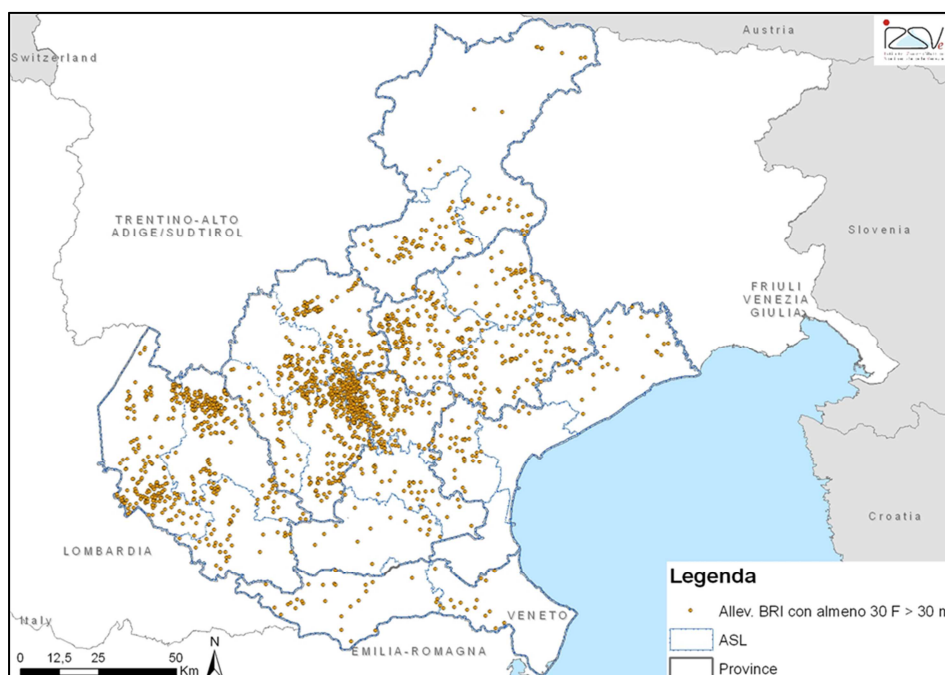 Austria
Switzerland
TRENTINO-ALTO
ADIGE/SUDTIROL
Slovenia
FRIULI
VENEZIA
GIULIA
Croatia
LOMBARDIA
Italy
VENETO
EMILIA-ROMAGNA
N
0 12,5 25 50
Km
Legenda
Allev. BRI con almeno 30 F > 30 m
ASL
Province